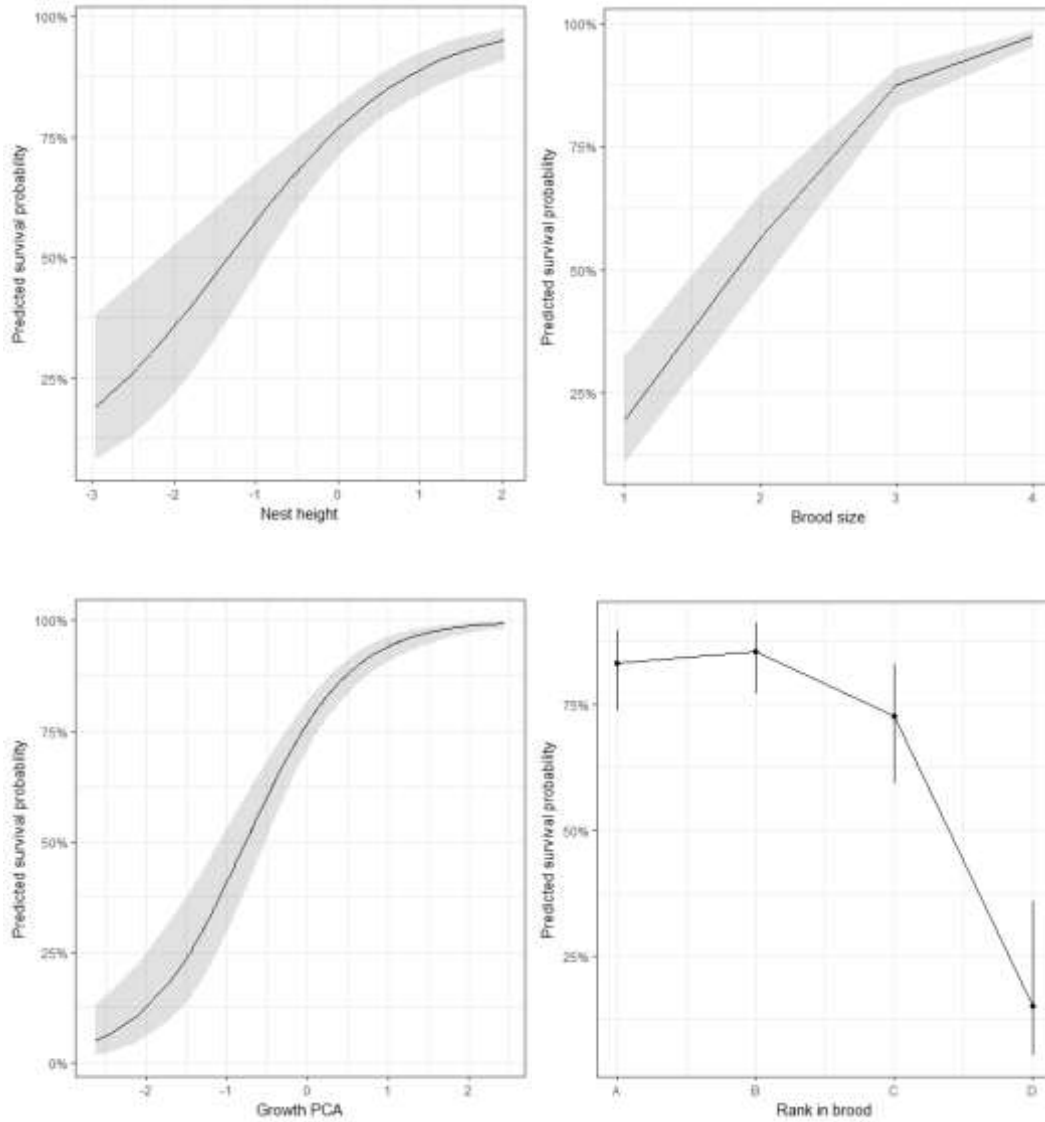 Predicted survival probability
100%
75%
50%
25%
-3
-2
-1
0
1
2
Nest height
Predicted survival probability
100%
75%
50%
25%
1
2
3
4
Brood size
Predicted survival probability
100%
75%
50%
25%
0%
-2
-1
0
1
2
Growth PCA
Predicted survival probability
75%
50%
25%
A
B
C
D
Rank in brood